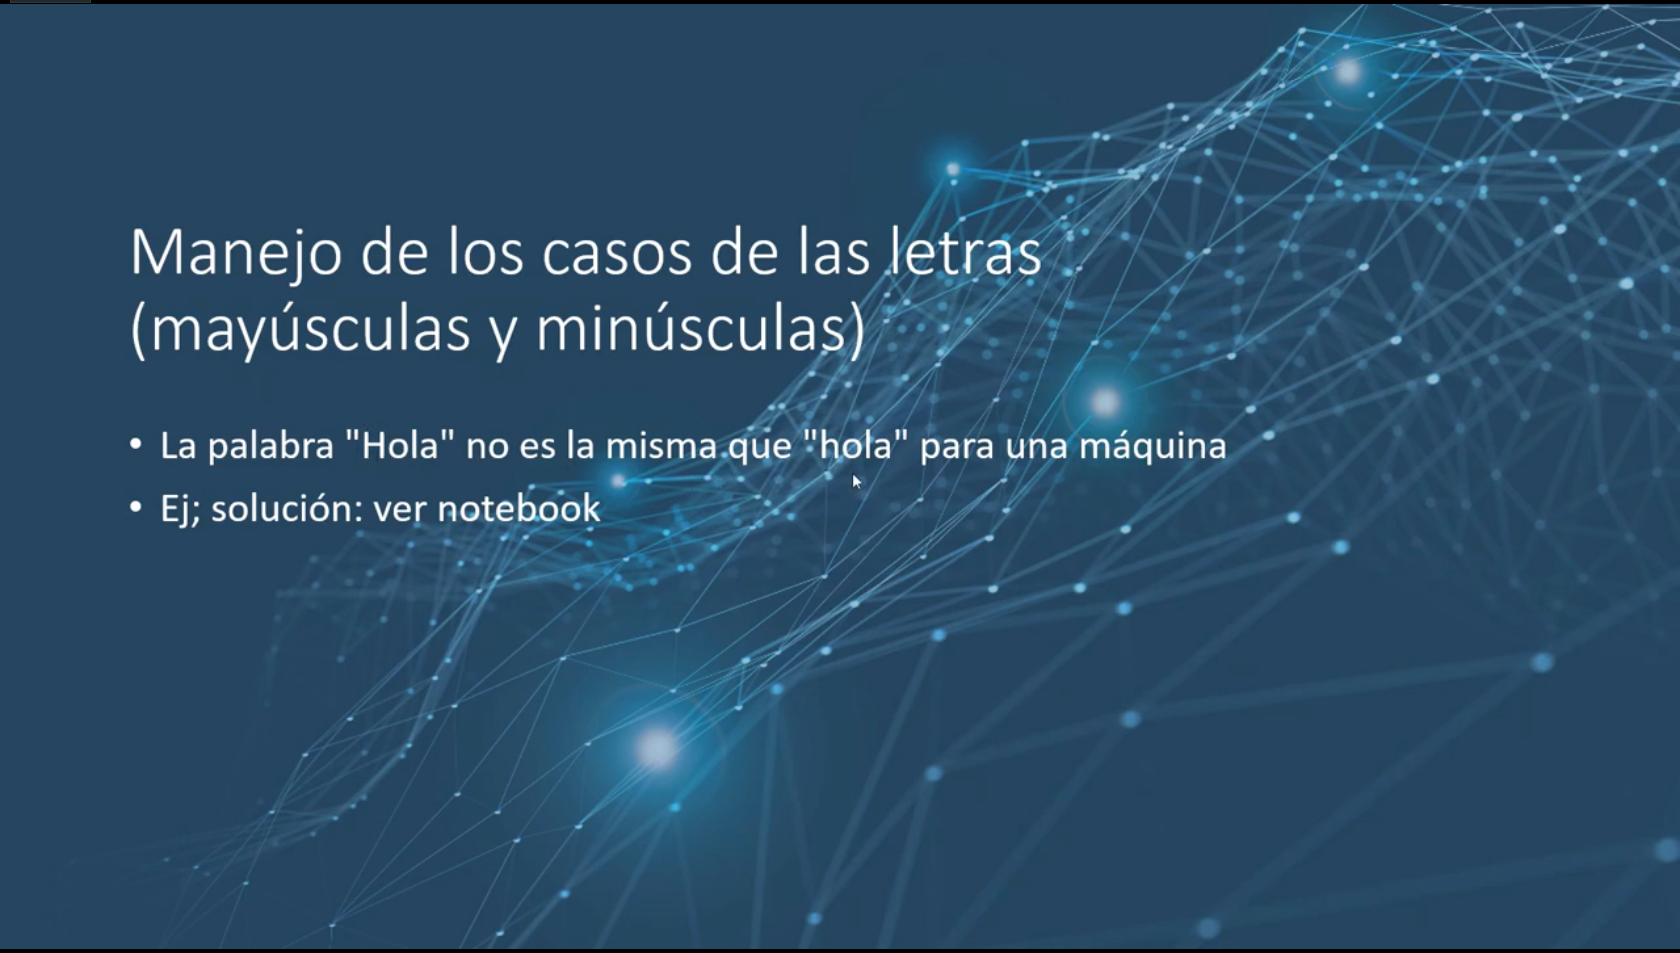 Manejo de los casos de las letras
(mayúsculas y minúsculas)
• La palabra "Hola" no es la misma que "hola" para una máquina
• Ej; solución: ver notebook